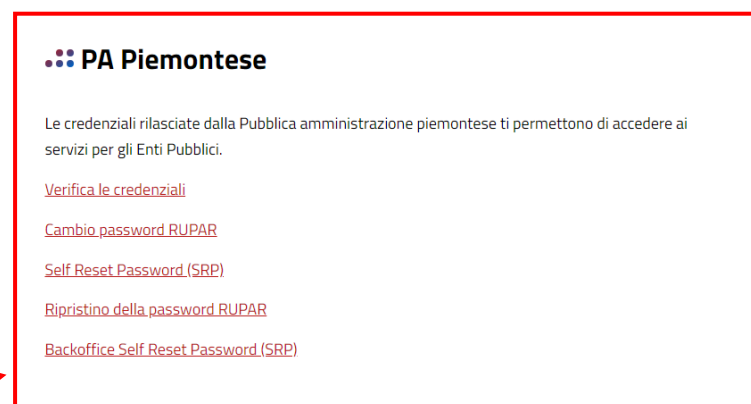 PA Piemontese
Le credenziali rilasciate dalla Pubblica amministrazione piemontese ti permettono di accedere ai
servizi per gli Enti Pubblici.
Verifica le credenziali
Cambio password RUPAR
Self Reset Password (SRP)
Ripristino della password RUPAR
Backoffice Self Reset Password (SRP)